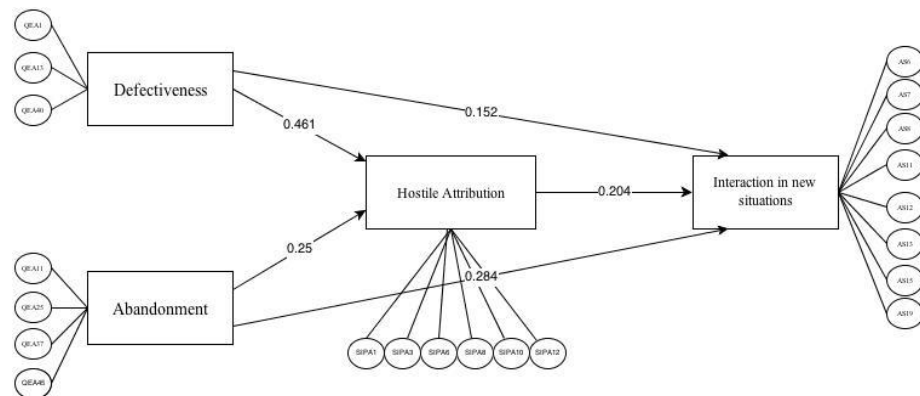 QEA1
QEA15
QEA40
Defectiveness
0.461
0.152
Hostile Attribution
0.204
Interaction in new
situations
0.25
0.284
QEA11
QEA25
QEA37
QEA46
Abandonment
SIPA1
SIPA3
SIPA6
SIPA8
SIPA10
SIPA12
AS6
AS7
AS8
AS11
AS12
AS13
AS15
AS19